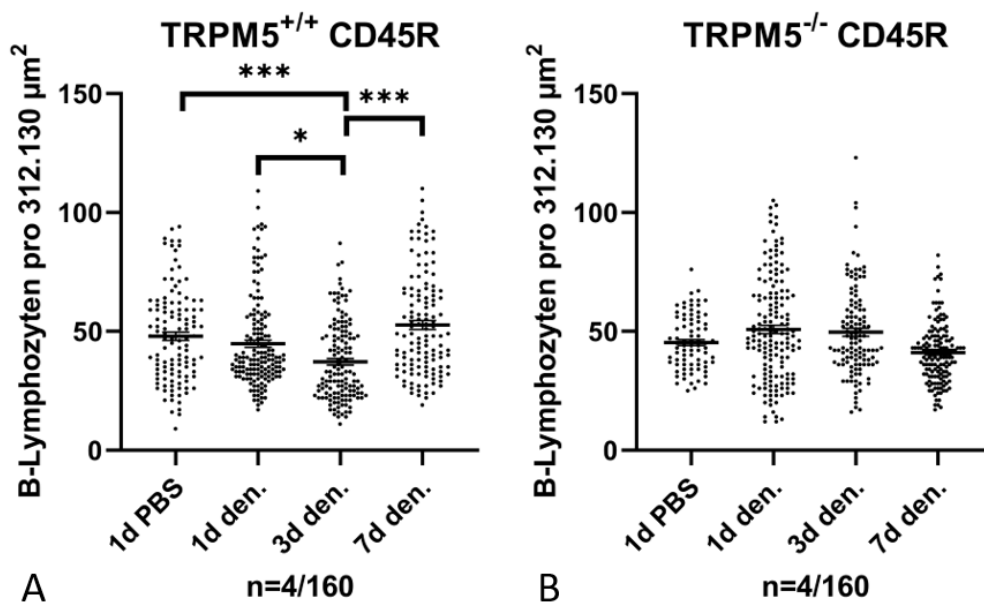 TRPM5+/+ CD45R
B-Lymphozyten pro 312.130 µm²
150
100
50
0
***
***
*
1d PBS
1d den.
3d den.
7d den.
n=4/160
A
TRPM5-/- CD45R
B-Lymphozyten pro 312.130 µm²
150
100
50
0
1d PBS
1d den.
3d den.
7d den.
n=4/160
B